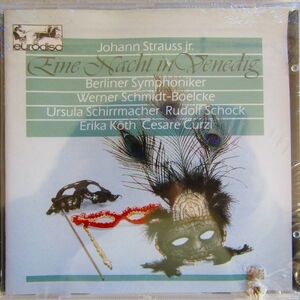 eurodisc
Johann Strauss jr.
Eine Nacht in Venedig
Berliner Symphoniker
Werner Schmidt-Boelcke
Ursula Schirrmacher Rudolf Schock
Erika Köth Cesare Curzi